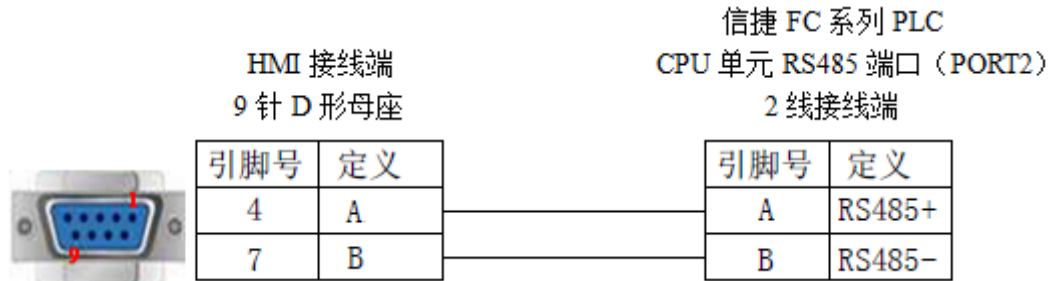 信捷 FC 系列 PLC
HMI 接线端
CPU 单元 RS485 端口（PORT2）
9 针 D 形母座
2 线接线端
引脚号 定义
引脚号 定义
1
4 A
A RS485+
9
7 B
B RS485-